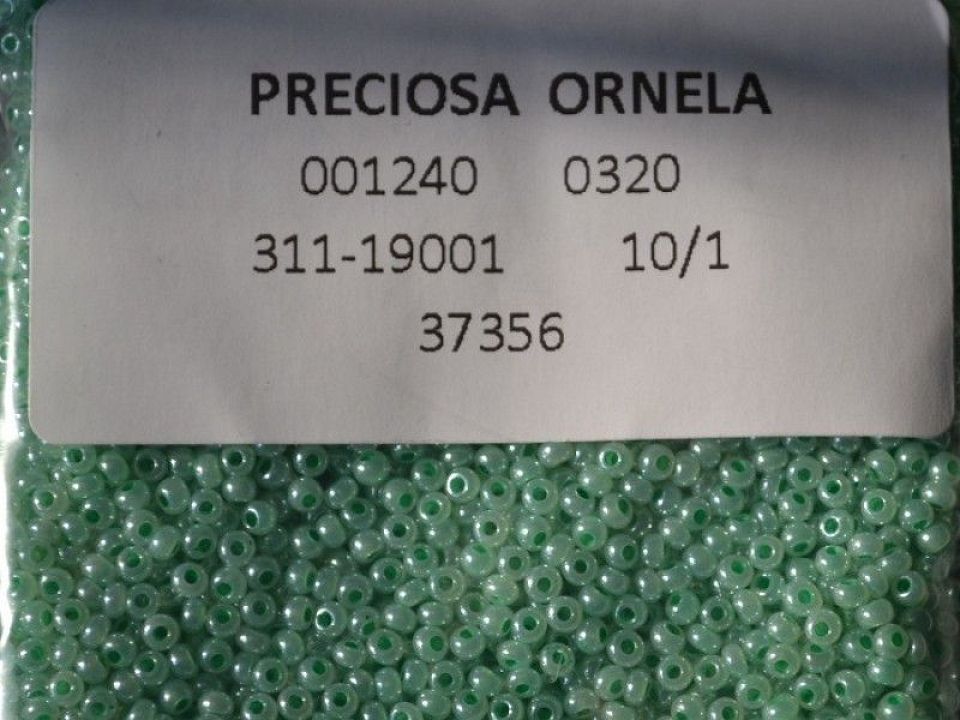 PRECIOSA ORNELA
001240 0320
311-19001 10/1
37356